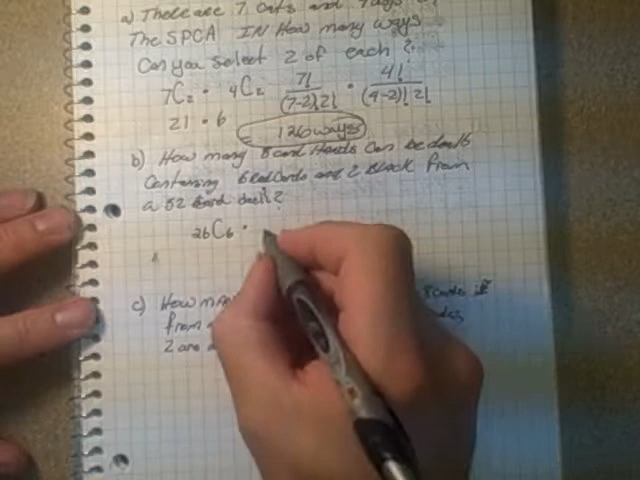 a) There are 7 Cats and 4 dogs
The SPCA IN How many ways
Can you select 2 of each?
7C2 · 4C2 7!/(7-2)!2! · 4!/(4-2)!2!
21 · 6 = 126 ways
b) How many 8 card Hands Can be dealt
Containing 6 Red Cards and 2 Black from
a 52 Card deck?
26C6 ·
c) How 8 Cards
from
2 are